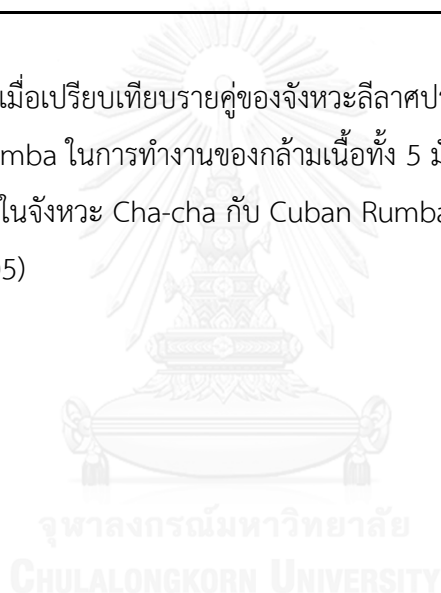 เมื่อเปรียบเทียบรายคู่ของจังหวะลีลาศปร
umba ในการทำงานของกล้ามเนื้อทั้ง 5 มั
ในจังหวะ Cha-cha กับ Cuban Rumba
5)
จุฬาลงกรณ์มหาวิทยาลัย
CHULALONGKORN UNIVERSITY